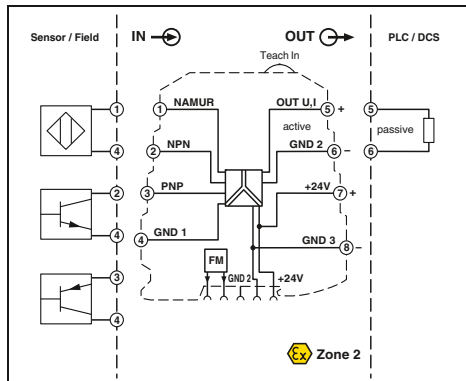 Sensor / Field IN OUT PLC / DCS
Teach In
1 1 NAMUR OUT U,I 5 + 5
active passive
4 2 NPN GND 2 6 – 6
2 3 PNP +24V 7 +
4 4 GND 1 GND 3 8 –
3 FM GND 2 +24V
4
Ex Zone 2